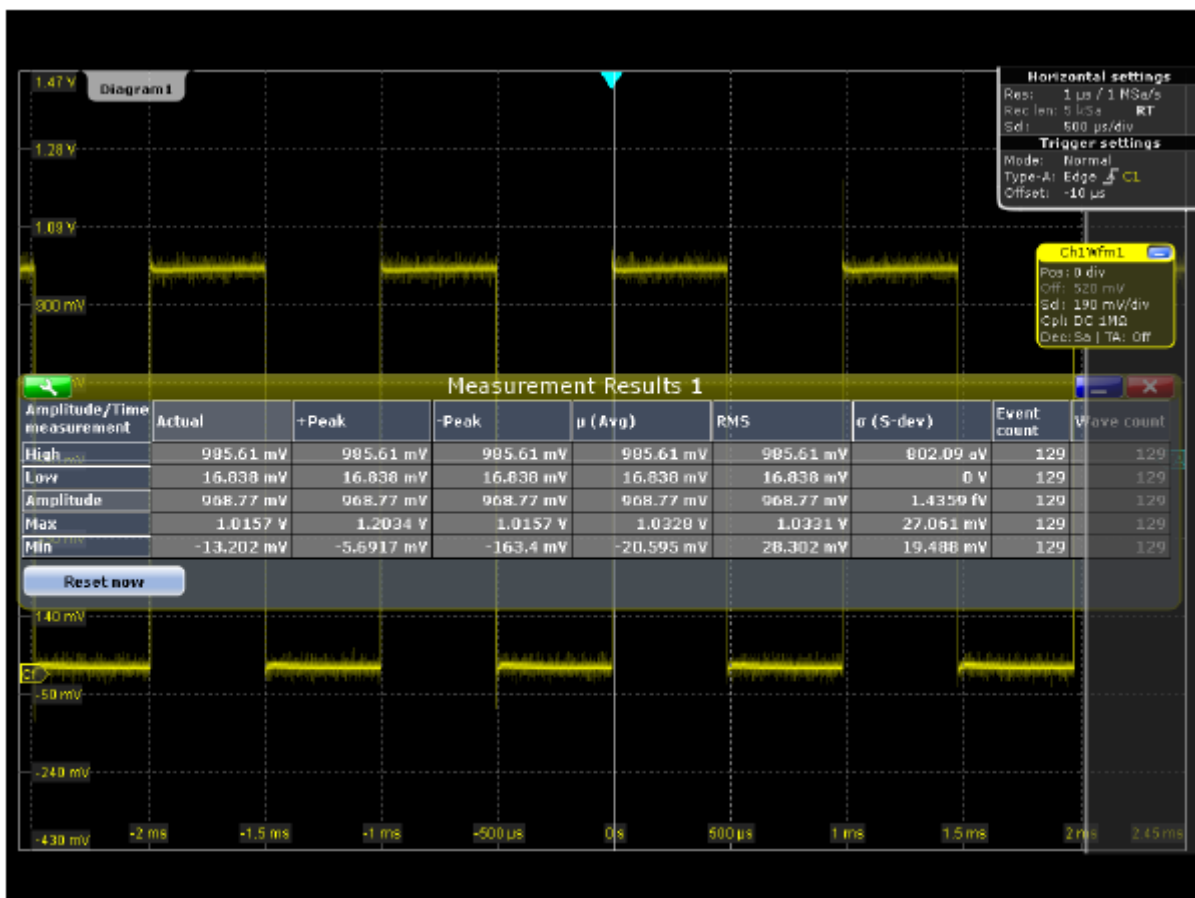 1.47 V
Diagram1
1.28 V
1.09 V
900 mV
Horizontal settings
Res: 1 µs / 1 MSa/s
Rec len: 5 kSa RT
Scl: 500 µs/div
Trigger settings
Mode: Normal
Type-A: Edge C1
Offset: -10 µs
Ch1Wfm1
Pos: 0 div
Off: 520 mV
Scl: 190 mV/div
Cpl: DC 1MΩ
Dec: Sa | TA: Off
Measurement Results 1
Amplitude/Time measurement Actual +Peak -Peak µ (Avg) RMS σ (S-dev) Event count Wave count
High 985.61 mV 985.61 mV 985.61 mV 985.61 mV 985.61 mV 802.09 aV 129 129
Low 16.838 mV 16.838 mV 16.838 mV 16.838 mV 16.838 mV 0 V 129 129
Amplitude 968.77 mV 968.77 mV 968.77 mV 968.77 mV 968.77 mV 1.4359 fV 129 129
Max 1.0157 V 1.2034 V 1.0157 V 1.0328 V 1.0331 V 27.061 mV 129 129
Min -13.202 mV -5.6917 mV -163.4 mV -20.595 mV 28.302 mV 19.488 mV 129 129
Reset now
140 mV
C1
-50 mV
-240 mV
-430 mV
-2 ms -1.5 ms -1 ms -500 µs 0 s 500 µs 1 ms 1.5 ms 2 ms 2.45 ms